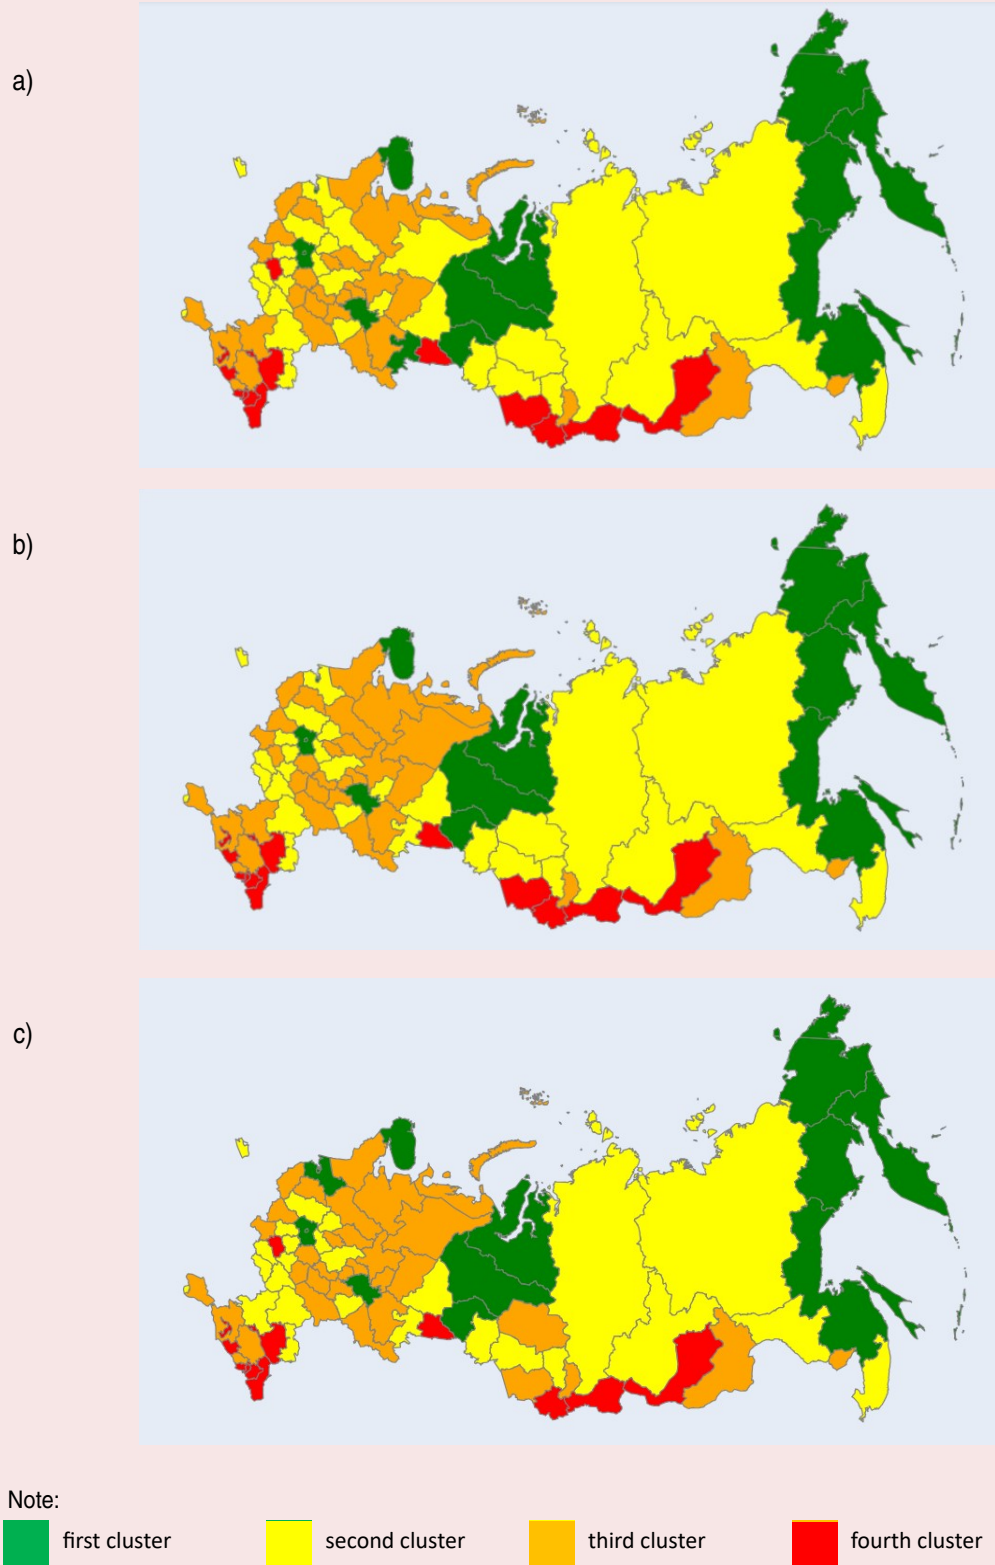 a)
b)
c)
Note:
first cluster
second cluster
third cluster
fourth cluster